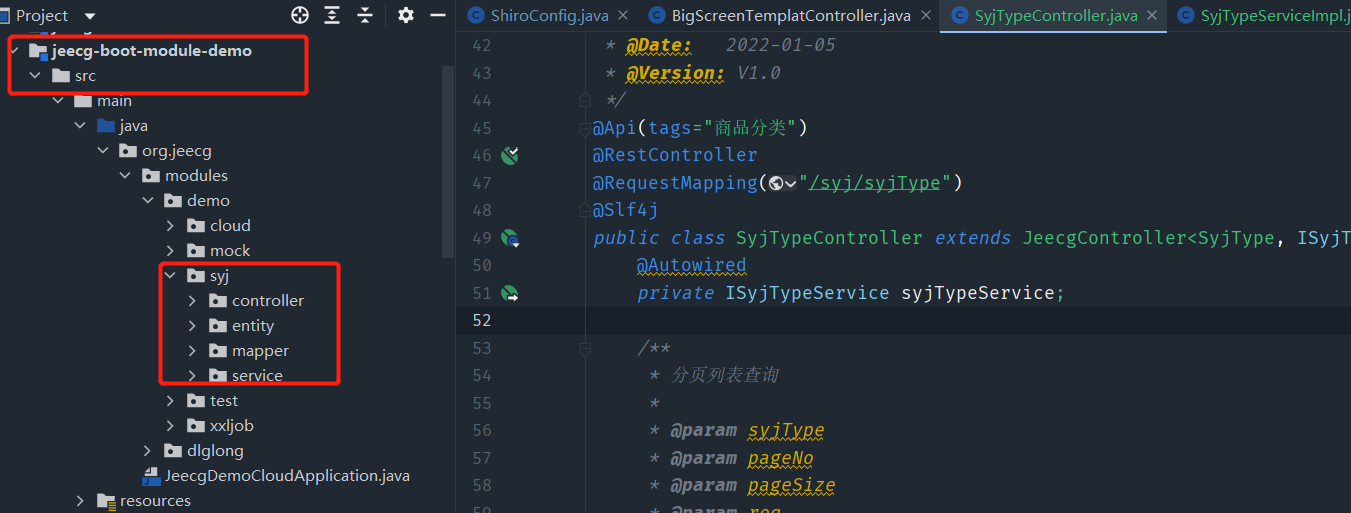 Project
jeecg-boot-module-demo
src
main
java
org.jeecg
modules
demo
cloud
mock
syj
controller
entity
mapper
service
test
xxljob
dlglong
JeecgDemoCloudApplication.java
resources
ShiroConfig.java
BigScreenTemplatController.java
SyjTypeController.java
SyjTypeServiceImpl.j
42 * @Date: 2022-01-05
43 * @Version: V1.0
44 */
45 @Api(tags="商品分类")
46 @RestController
47 @RequestMapping("/syj/syjType")
48 @Slf4j
49 public class SyjTypeController extends JeecgController<SyjType, ISyjT
50 @Autowired
51 private ISyjTypeService syjTypeService;
52
53 /**
54 * 分页列表查询
55 *
56 * @param syjType
57 * @param pageNo
58 * @param pageSize
* @param req